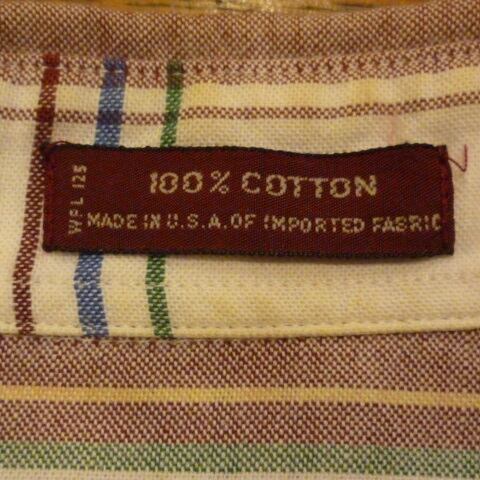 WPL 125
100% COTTON
MADE IN U.S.A. OF IMPORTED FABRIC